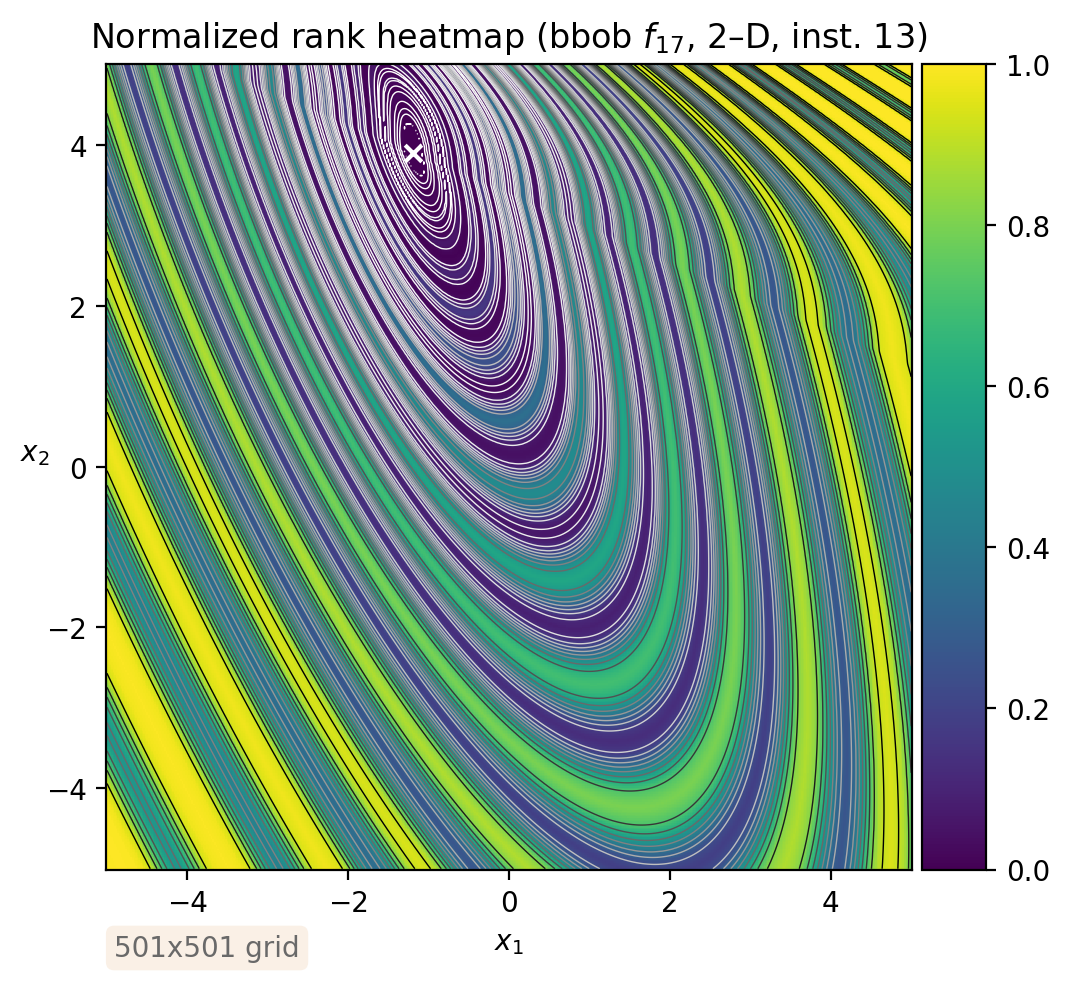 Normalized rank heatmap (bbob f₁₇, 2–D, inst. 13)
1.0
0.8
0.6
0.4
0.2
0.0
4
2
0
−2
−4
x₂
−4 −2 0 2 4
x₁
501x501 grid